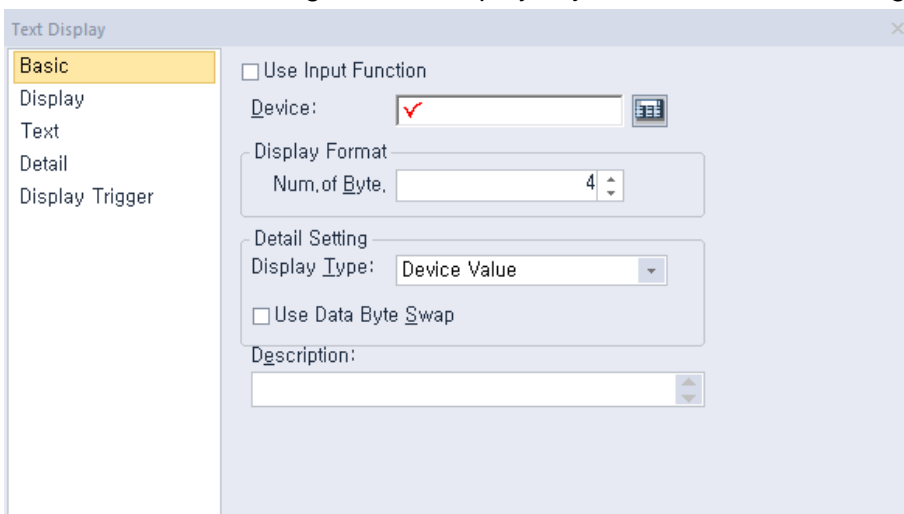 Text Display
Basic
Display
Text
Detail
Display Trigger
Use Input Function
Device:
Display Format
Num,of Byte, 4
Detail Setting
Display Type: Device Value
Use Data Byte Swap
Description: